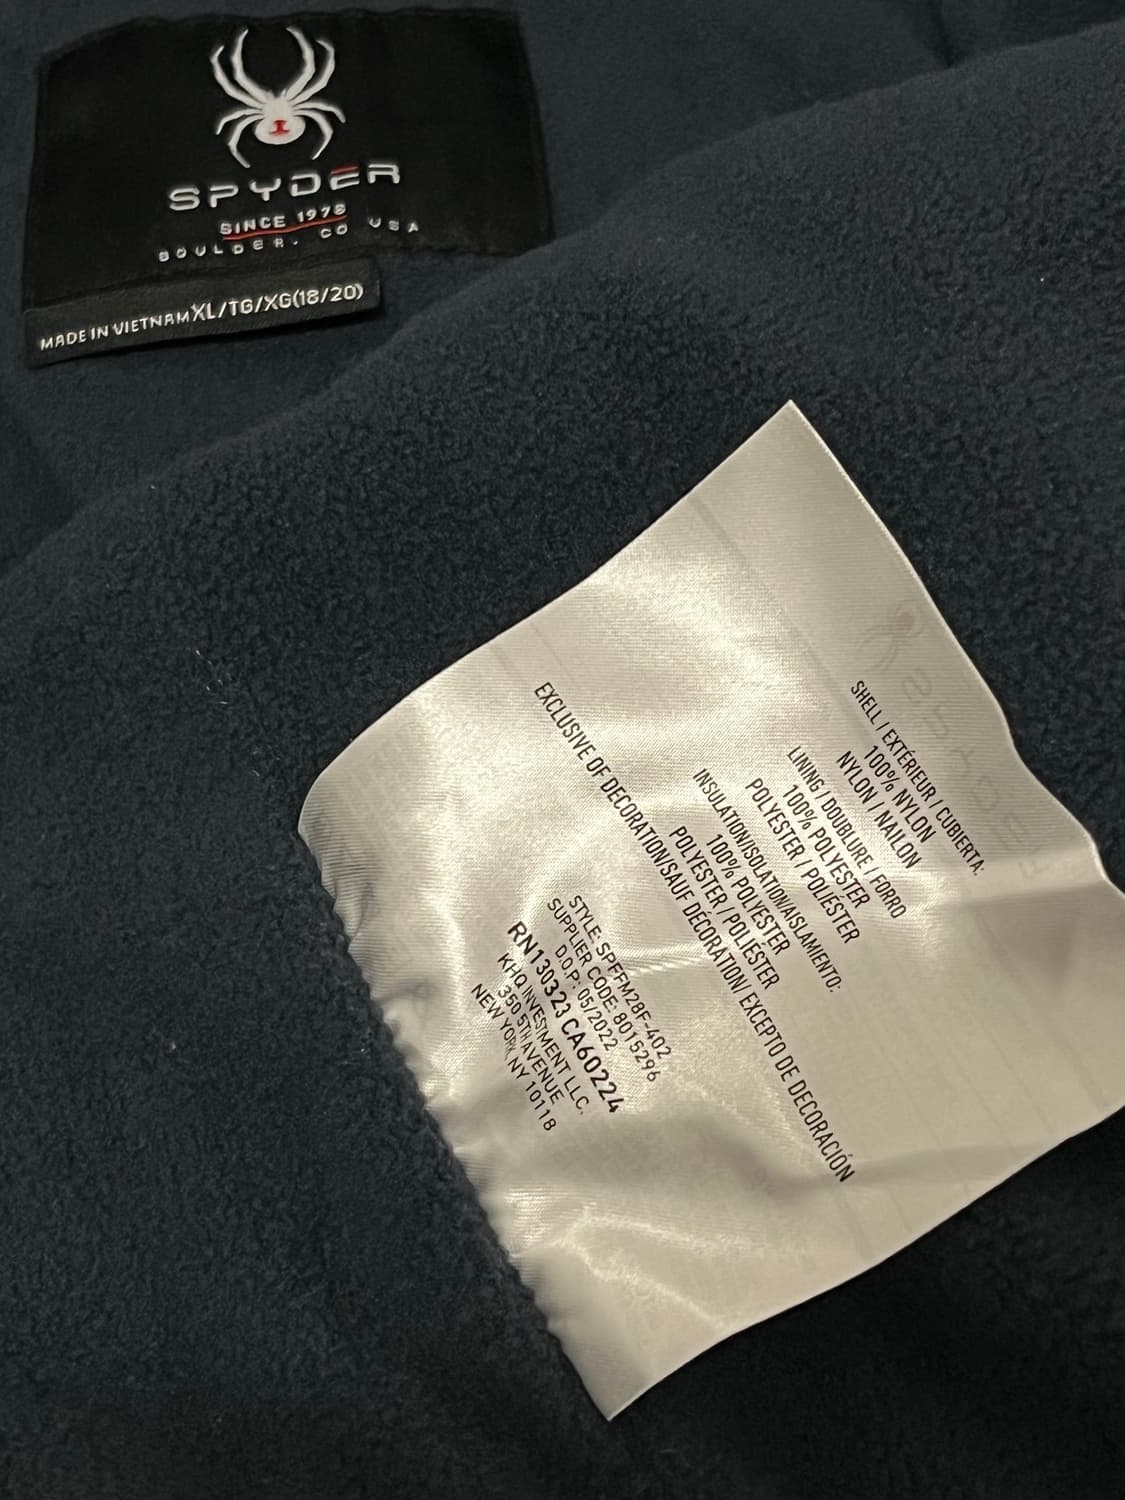 SPYDER
SINCE 1978
BOULDER, CO USA
MADE IN VIETNAM XL/TG/XG(18/20)
SHELL / EXTÉRIEUR / CUBIERTA:
100% NYLON
NYLON / NAILON
LINING / DOUBLURE / FORRO
100% POLYESTER
POLYESTER / POLIESTER
INSULATION/ISOLATION/AISLAMIENTO:
100% POLYESTER
POLYESTER / POLIÉSTER
EXCLUSIVE OF DECORATION/SAUF DÉCORATION/ EXCEPTO DE DECORACIÓN
STYLE: SPFFM28F-402
SUPPLIER CODE: 8015296
D.O.P: 05/2022
RN130323 CA60224
KHQ INVESTMENT LLC.
350 5TH AVENUE
NEW YORK, NY 10118